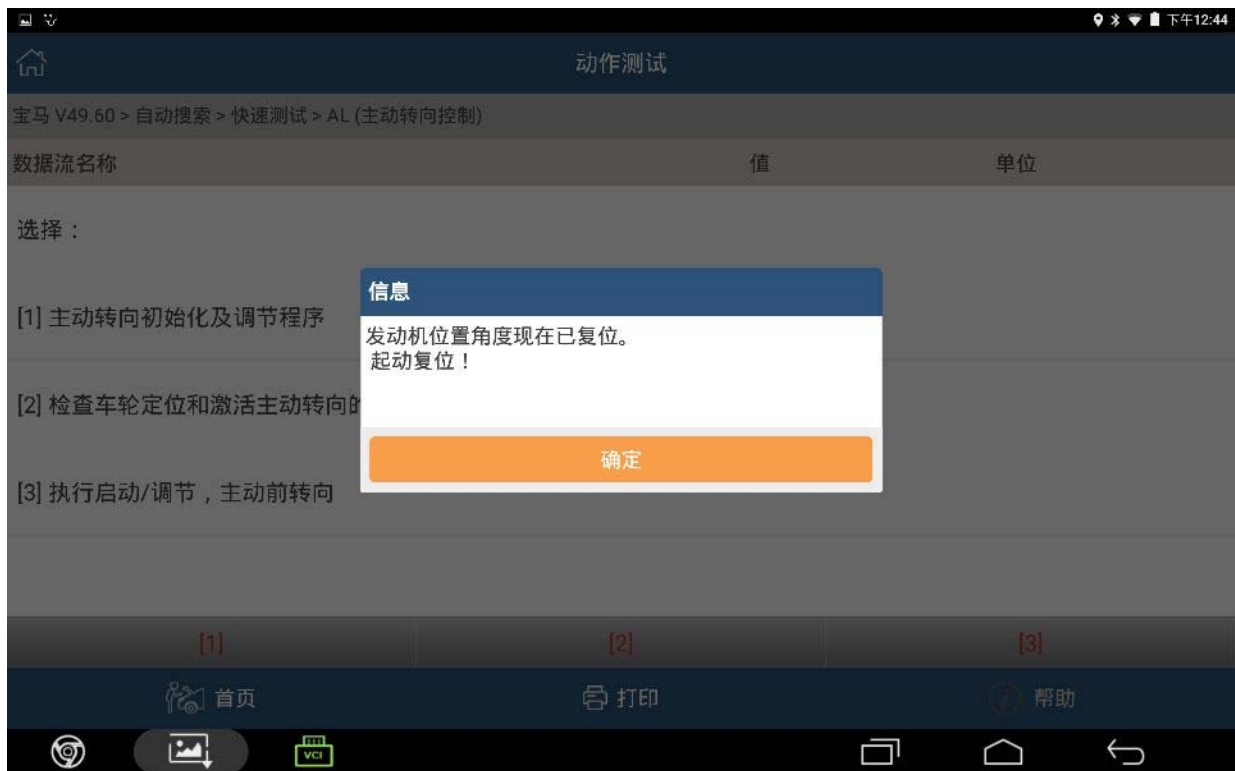 下午12:44
动作测试
宝马 V49.60 > 自动搜索 > 快速测试 > AL (主动转向控制)
数据流名称 值 单位
选择：
[1] 主动转向初始化及调节程序
[2] 检查车轮定位和激活主动转向的
[3] 执行启动/调节，主动前转向
信息
发动机位置角度现在已复位。
起动复位！
确定
[1] [2] [3]
首页 打印 帮助
VCI